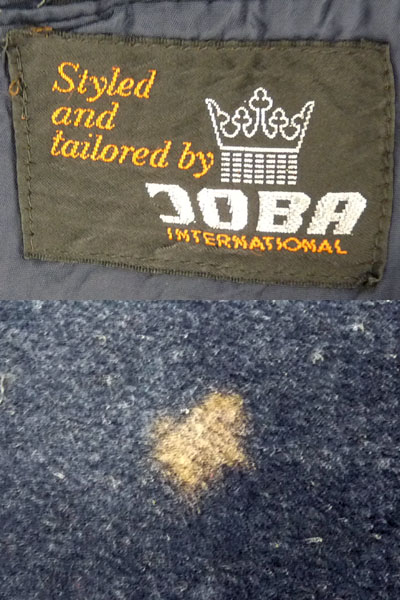 Styled
and
tailored by
JOBA
INTERNATIONAL